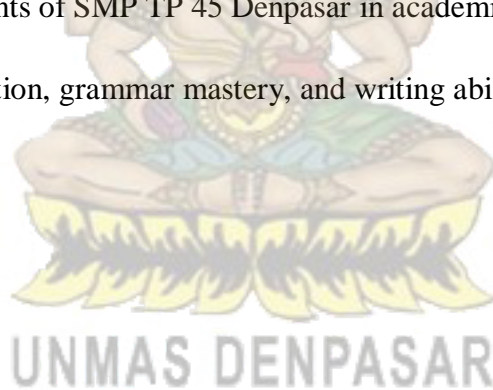 nts of SMP TP 45 Denpasar in academi
tion, grammar mastery, and writing abi
UNMAS DENPASAR